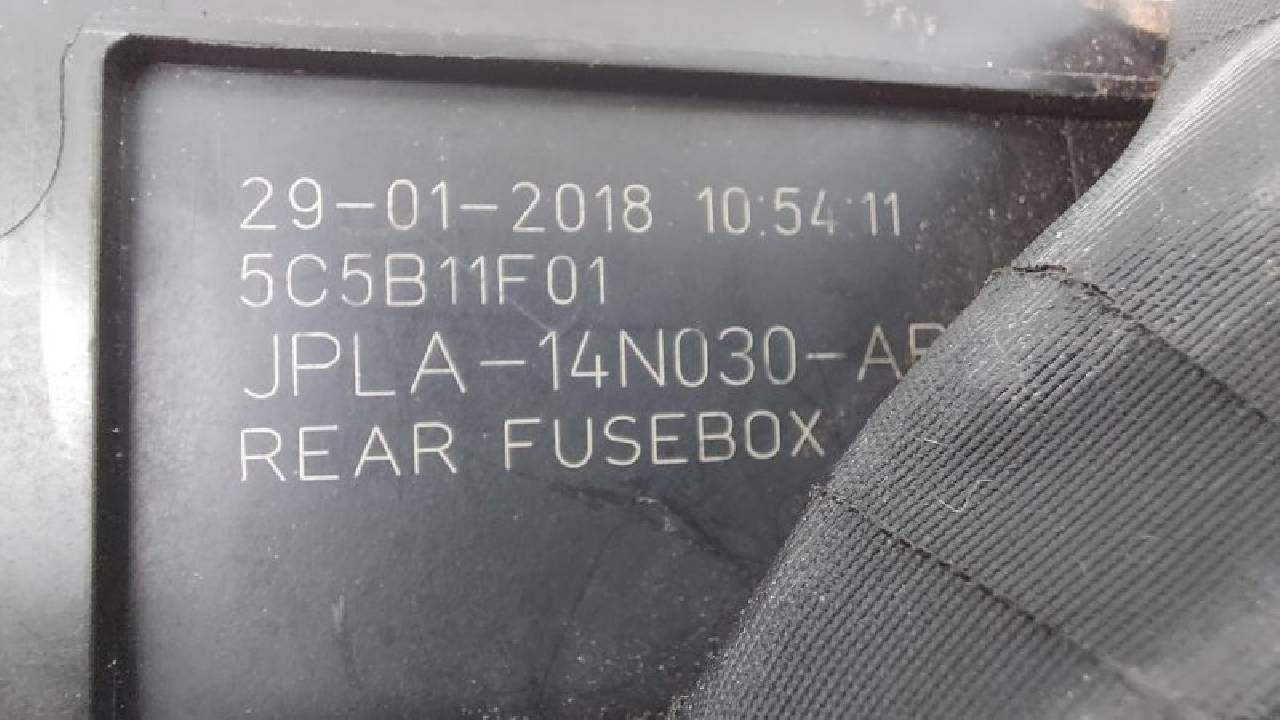 29-01-2018 10:54:11
5C5B11F01
JPLA-14N030-A
REAR FUSEBOX